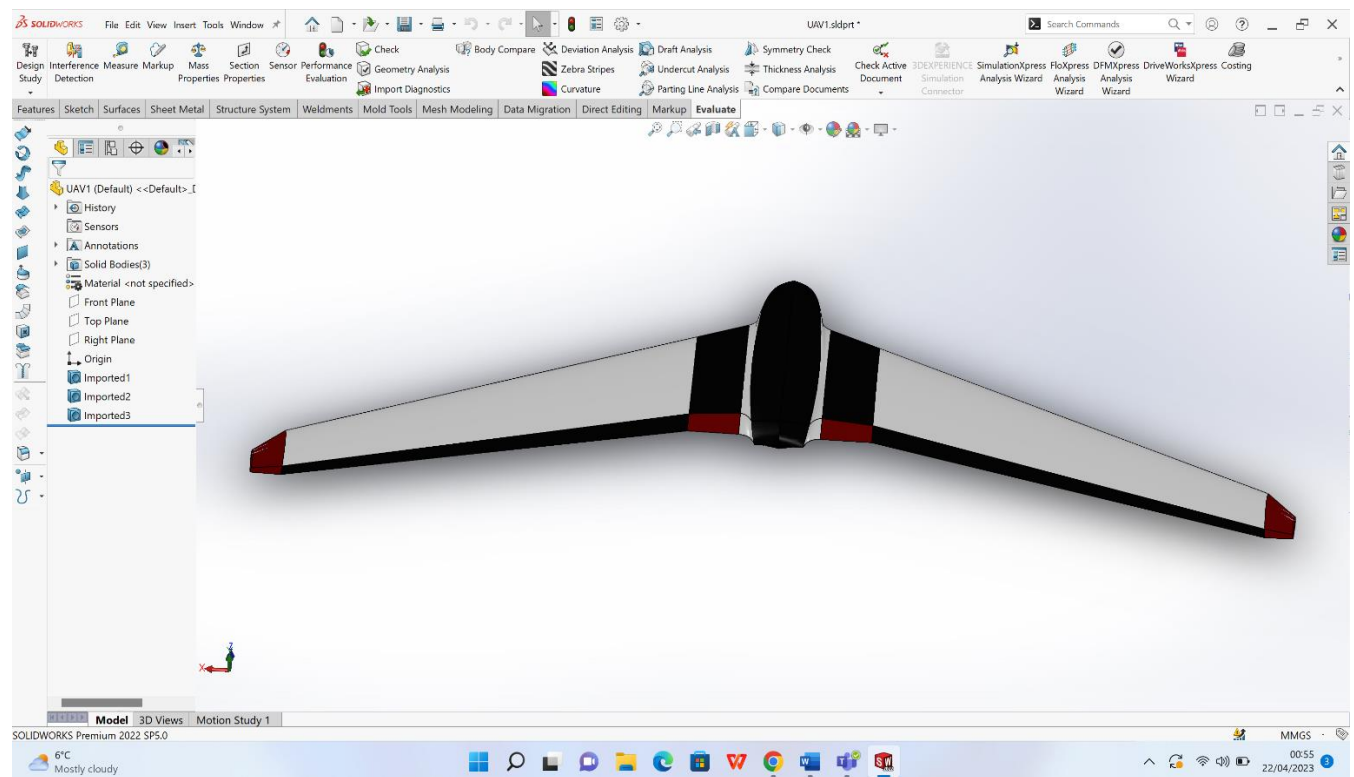 SOLIDWORKS File Edit View Insert Tools Window UAV1.sldprt * Search Commands
Design Study Interference Detection Measure Markup Mass Properties Section Properties Sensor Performance Evaluation Check Body Compare Deviation Analysis Draft Analysis Symmetry Check Check Active Document 3DEXPERIENCE Simulation Connector SimulationXpress Analysis Wizard FloXpress Analysis Wizard DFMXpress Analysis Wizard DriveWorksXpress Wizard Costing
Geometry Analysis Zebra Stripes Undercut Analysis Thickness Analysis
Import Diagnostics Curvature Parting Line Analysis Compare Documents
Features Sketch Surfaces Sheet Metal Structure System Weldments Mold Tools Mesh Modeling Data Migration Direct Editing Markup Evaluate
UAV1 (Default) <<Default>_D
History
Sensors
Annotations
Solid Bodies(3)
Material <not specified>
Front Plane
Top Plane
Right Plane
Origin
Imported1
Imported2
Imported3
Z
X
Model 3D Views Motion Study 1
SOLIDWORKS Premium 2022 SP5.0 MMGS
6°C
Mostly cloudy
00:55
22/04/2023
3